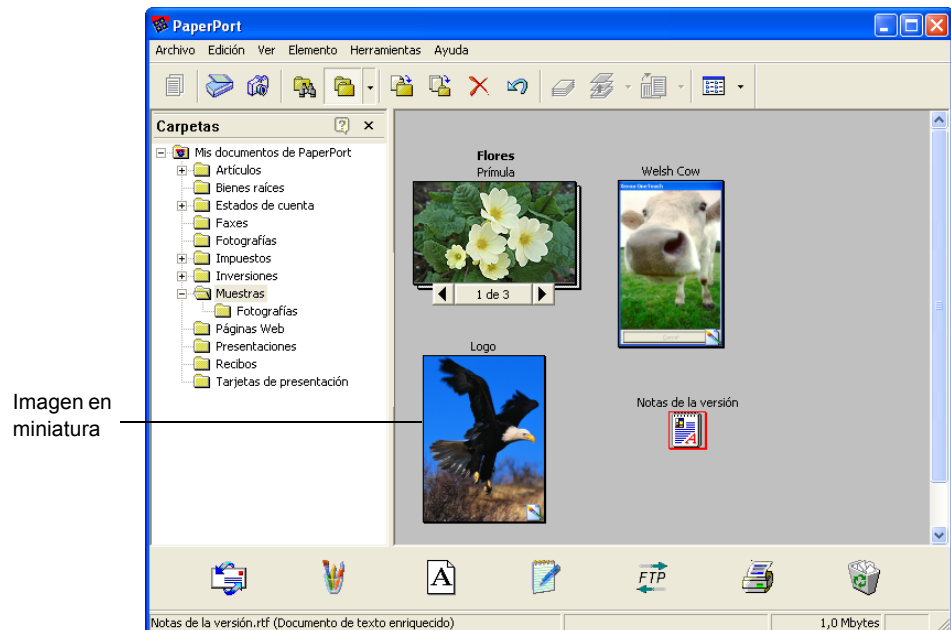 PaperPort
Archivo Edición Ver Elemento Herramientas Ayuda
Carpetas
Mis documentos de PaperPort
Artículos
Bienes raíces
Estados de cuenta
Faxes
Fotografías
Impuestos
Inversiones
Muestras
Fotografías
Páginas Web
Presentaciones
Recibos
Tarjetas de presentación
Flores
Prímula
1 de 3
Welsh Cow
Logo
Notas de la versión
A
Imagen en
miniatura
A
FTP
Notas de la versión.rtf (Documento de texto enriquecido)
1,0 Mbytes